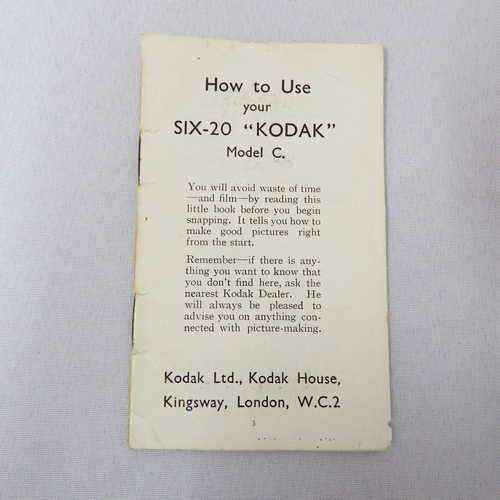 How to Use
your
SIX-20 "KODAK"
Model C.
You will avoid waste of time
—and film—by reading this
little book before you begin
snapping. It tells you how to
make good pictures right
from the start.
Remember—if there is any-
thing you want to know that
you don't find here, ask the
nearest Kodak Dealer. He
will always be pleased to
advise you on anything con-
nected with picture-making.
Kodak Ltd., Kodak House,
Kingsway, London, W.C.2
3